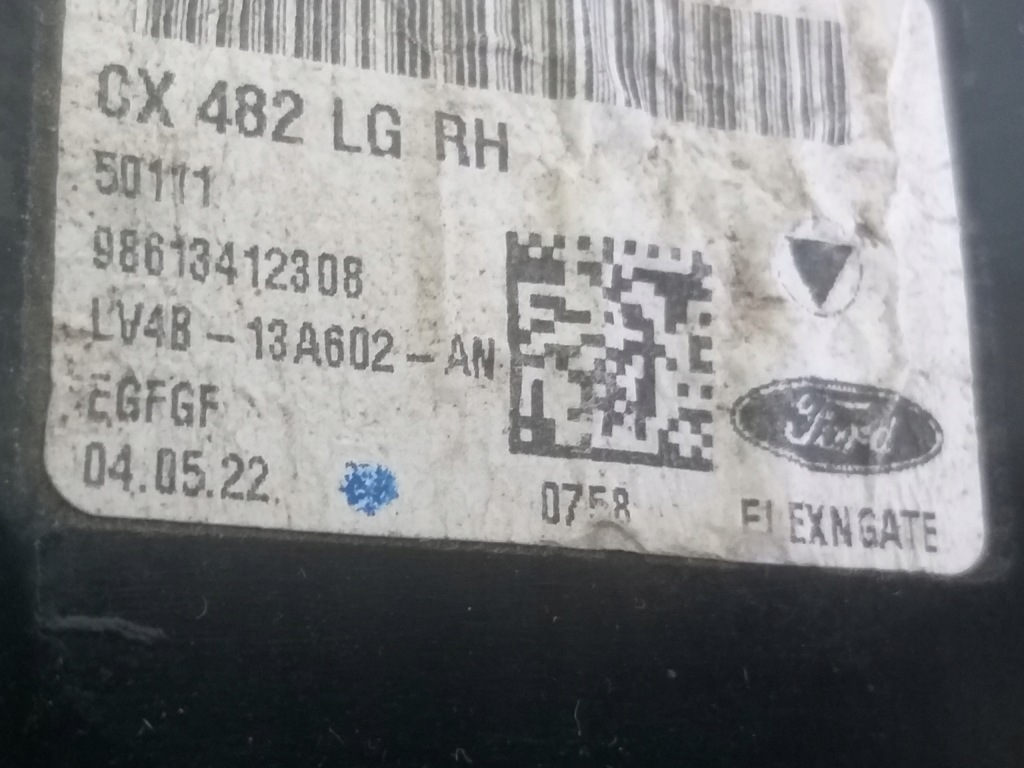 CX 482 LG RH
50111
98613412308
LV4B - 13A602 - AN
EGFGF
04.05.22
0758
Ford
FLEXNGATE